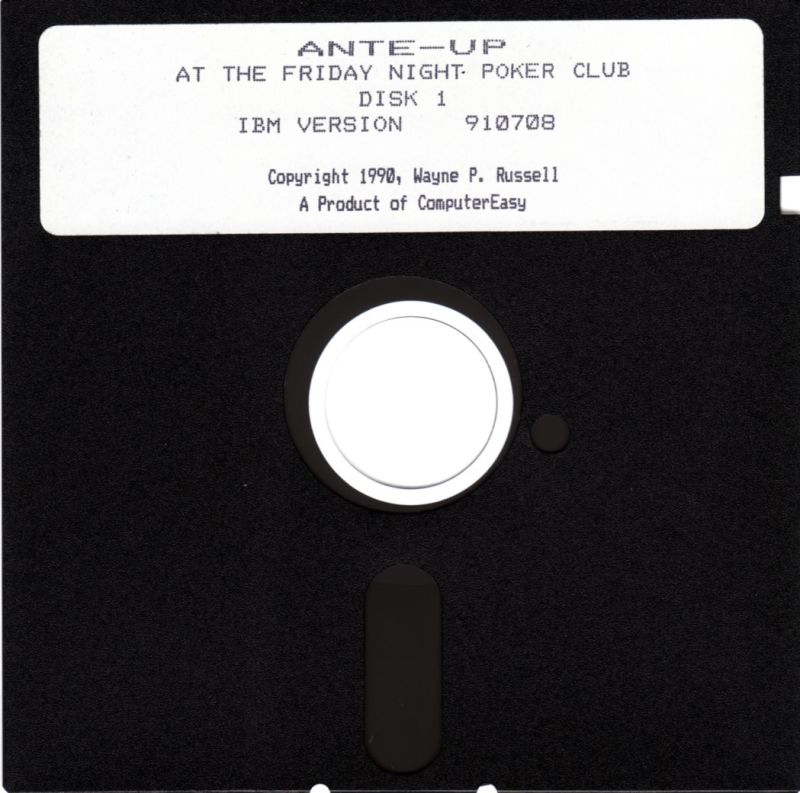 ANTE-UP
AT THE FRIDAY NIGHT POKER CLUB
DISK 1
IBM VERSION 910708
Copyright 1990, Wayne P. Russell
A Product of ComputerEasy